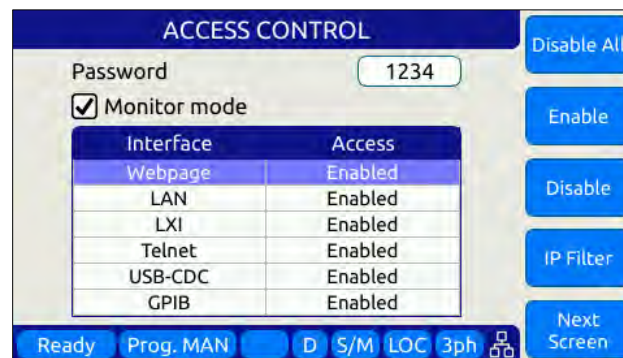 ACCESS CONTROL
Password 1234
Monitor mode
Interface Access
Webpage Enabled
LAN Enabled
LXI Enabled
Telnet Enabled
USB-CDC Enabled
GPIB Enabled
Disable All
Enable
Disable
IP Filter
Next
Screen
Ready Prog. MAN D S/M LOC 3ph